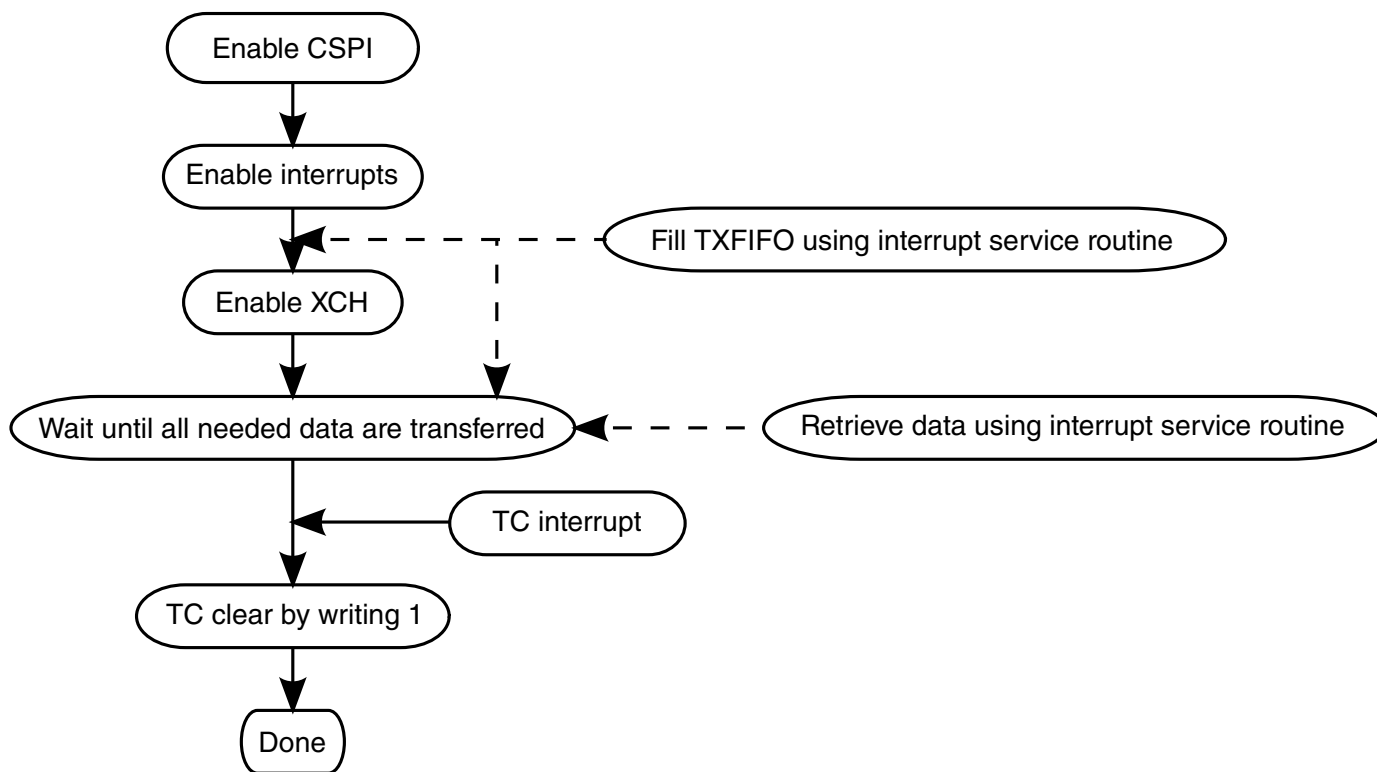 Enable CSPI
Enable interrupts
Fill TXFIFO using interrupt service routine
Enable XCH
Wait until all needed data are transferred
Retrieve data using interrupt service routine
TC interrupt
TC clear by writing 1
Done